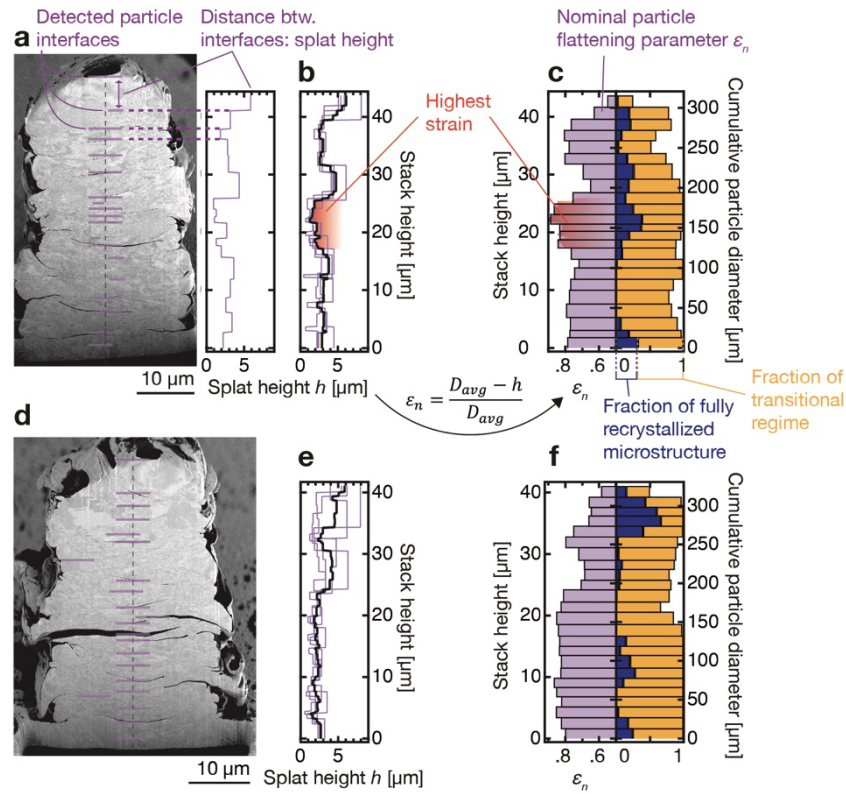 Detected particle
interfaces
Distance btw.
interfaces: splat height
Nominal particle
flattening parameter εn
a
b
c
Highest
strain
40
30
20
10
0
Stack height [µm]
0
5
0
5
10 µm
Splat height h [µm]
Stack height [µm]
40
30
20
10
0
300
250
200
150
100
50
0
Cumulative particle diameter [µm]
.8
.6
0
1
εn
εn = Davg − h
Davg
Fraction of fully
recrystallized
microstructure
Fraction of
transitional
regime
d
e
f
40
30
20
10
0
Stack height [µm]
0
5
10 µm
Splat height h [µm]
Stack height [µm]
40
30
20
10
0
300
250
200
150
100
50
0
Cumulative particle diameter [µm]
.8
.6
0
1
εn